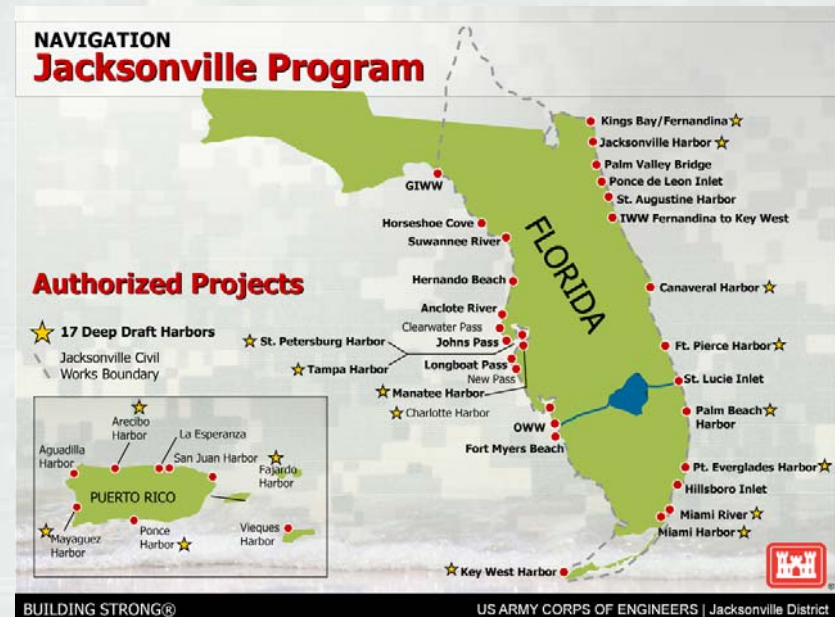 NAVIGATION
Jacksonville Program
Kings Bay/Fernandina
Jacksonville Harbor
Palm Valley Bridge
Ponce de Leon Inlet
St. Augustine Harbor
IWW Fernandina to Key West
GIWW
Horseshoe Cove
Suwannee River
FLORIDA
Authorized Projects
Hernando Beach
Canaveral Harbor
17 Deep Draft Harbors
Jacksonville Civil
Works Boundary
Anclote River
Clearwater Pass
St. Petersburg Harbor
Johns Pass
Tampa Harbor
Longboat Pass
New Pass
Manatee Harbor
Charlotte Harbor
Ft. Pierce Harbor
St. Lucie Inlet
Palm Beach
Harbor
OWW
Fort Myers Beach
Pt. Everglades Harbor
Hillsboro Inlet
Miami River
Miami Harbor
Key West Harbor
Arecibo
Harbor
La Esperanza
San Juan Harbor
Aguadilla
Harbor
Fajardo
Harbor
PUERTO RICO
Mayaguez
Harbor
Ponce
Harbor
Vieques
Harbor
®
BUILDING STRONG®
US ARMY CORPS OF ENGINEERS | Jacksonville District